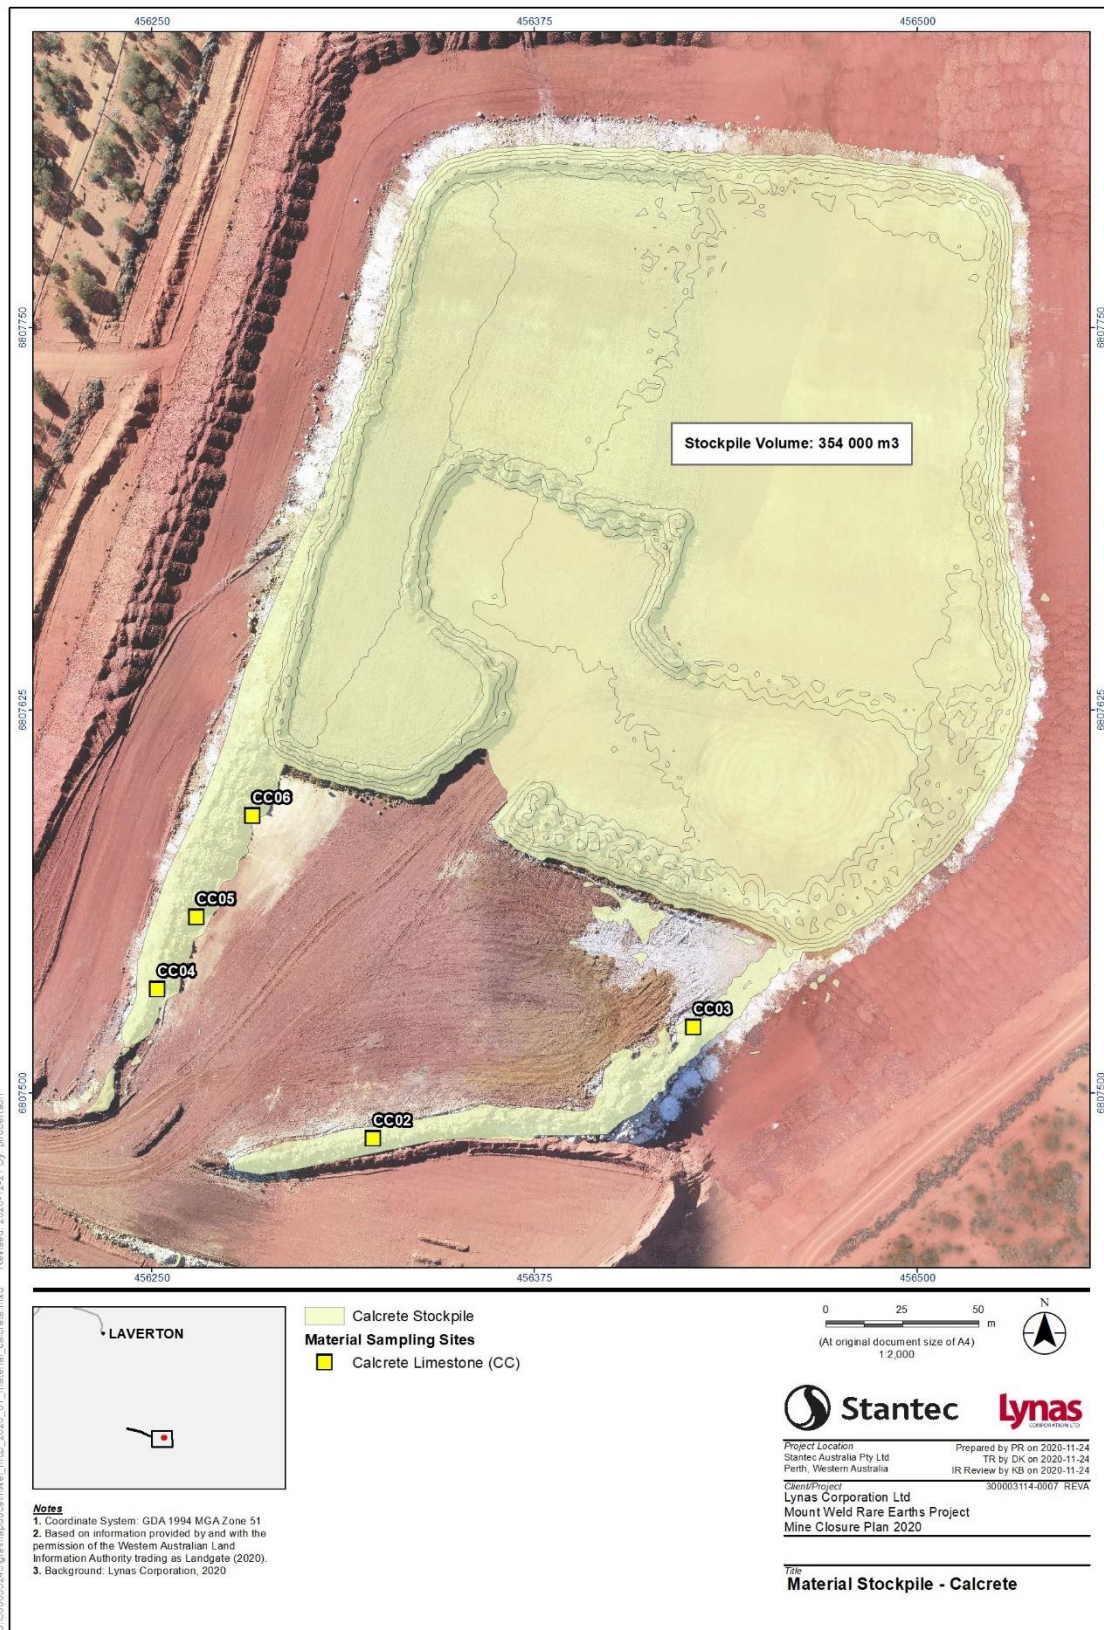 456250
456375
456500
6807750
6807750
Stockpile Volume: 354 000 m3
6807625
6807625
CC06
CC05
CC04
CC03
6807500
6807500
CC02
456250
456375
456500
LAVERTON
Calcrete Stockpile
Material Sampling Sites
Calcrete Limestone (CC)
0 25 50
m
(At original document size of A4)
1:2,000
N
Stantec
Lynas
CORPORATION LTD
Project Location
Stantec Australia Pty Ltd
Perth, Western Australia
Prepared by PR on 2020-11-24
TR by DK on 2020-11-24
IR Review by KB on 2020-11-24
Client/Project
300003114-0007 REVA
Lynas Corporation Ltd
Mount Weld Rare Earths Project
Mine Closure Plan 2020
Title
Material Stockpile - Calcrete
Notes
1. Coordinate System: GDA 1994 MGA Zone 51
2. Based on information provided by and with the
permission of the Western Australian Land
Information Authority trading as Landgate (2020).
3. Background: Lynas Corporation, 2020